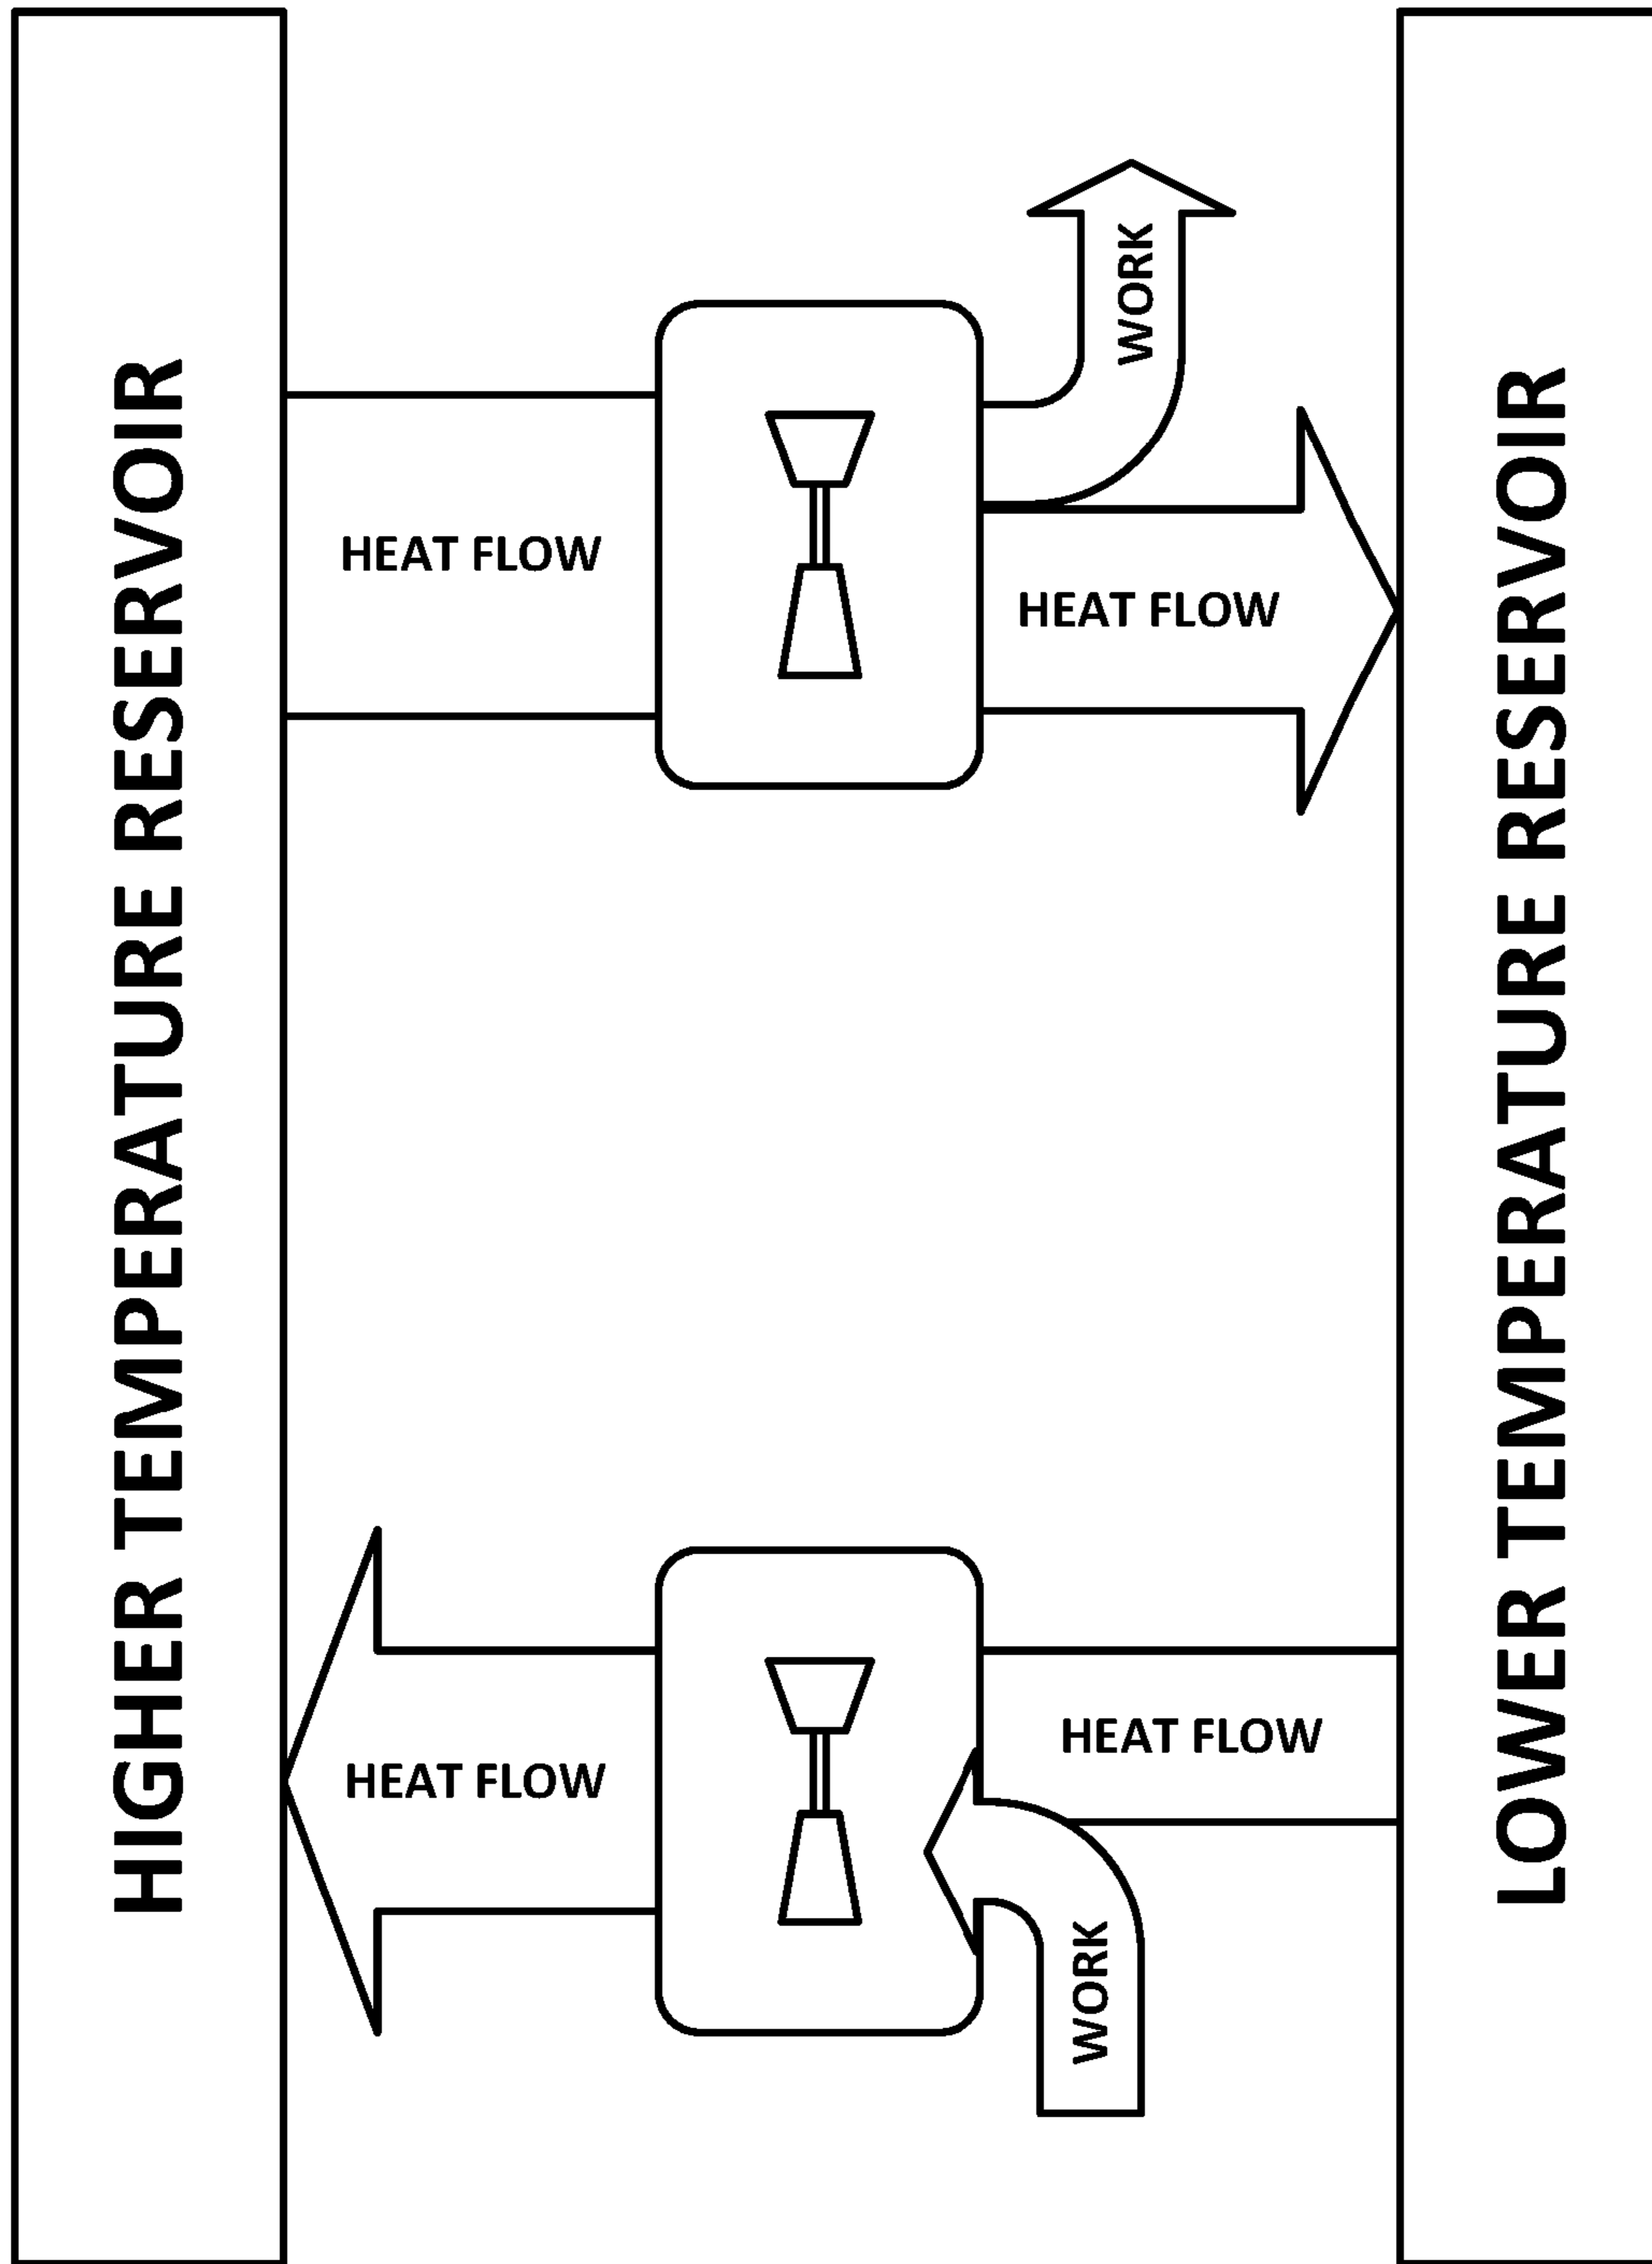 HIGHER TEMPERATURE RESERVOIR
HEAT FLOW
WORK
HEAT FLOW
HEAT FLOW
HEAT FLOW
WORK
LOWER TEMPERATURE RESERVOIR